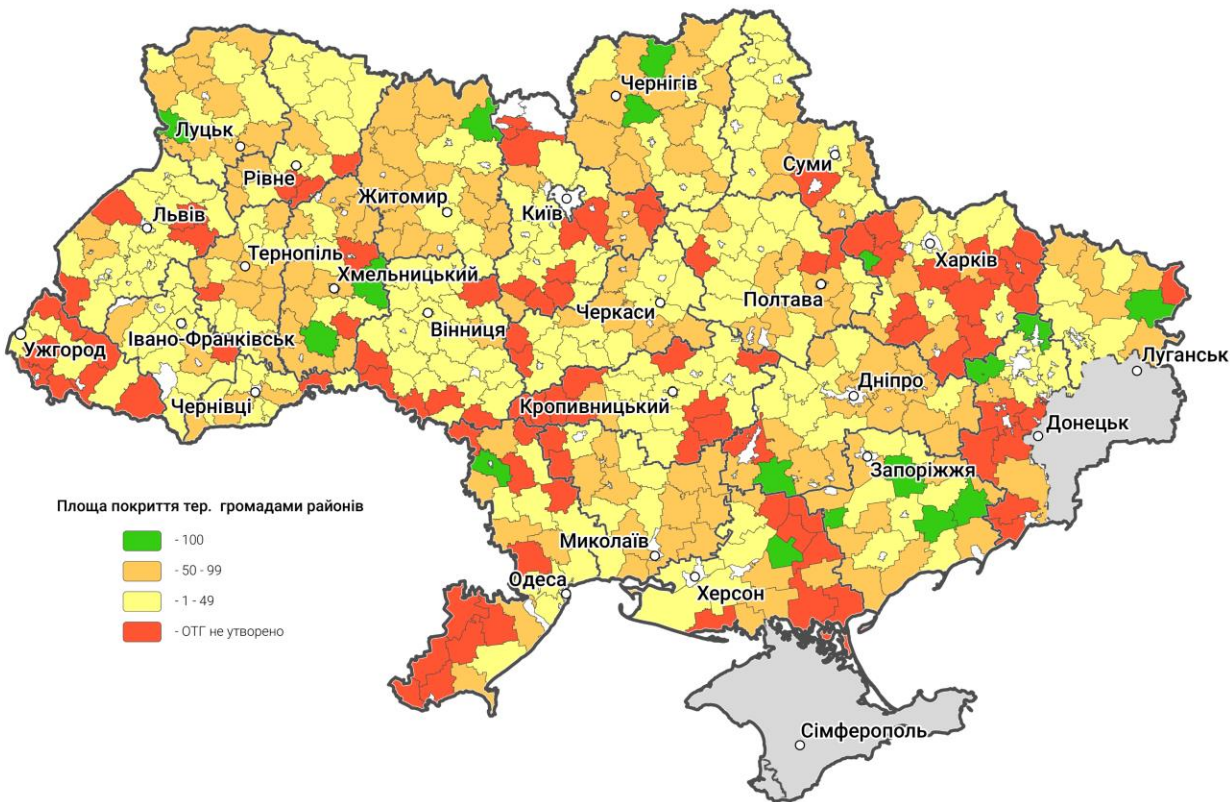 Чернігів
Луцьк
Рівне
Суми
Житомир
Київ
Львів
Тернопіль
Харків
Хмельницький
Полтава
Черкаси
Вінниця
Івано-Франківськ
Ужгород
Луганськ
Дніпро
Чернівці
Кропивницький
Донецьк
Запоріжжя
Площа покриття тер. громадами районів
- 100
- 50 - 99
- 1 - 49
- ОТГ не утворено
Миколаїв
Одеса
Херсон
Сімферополь